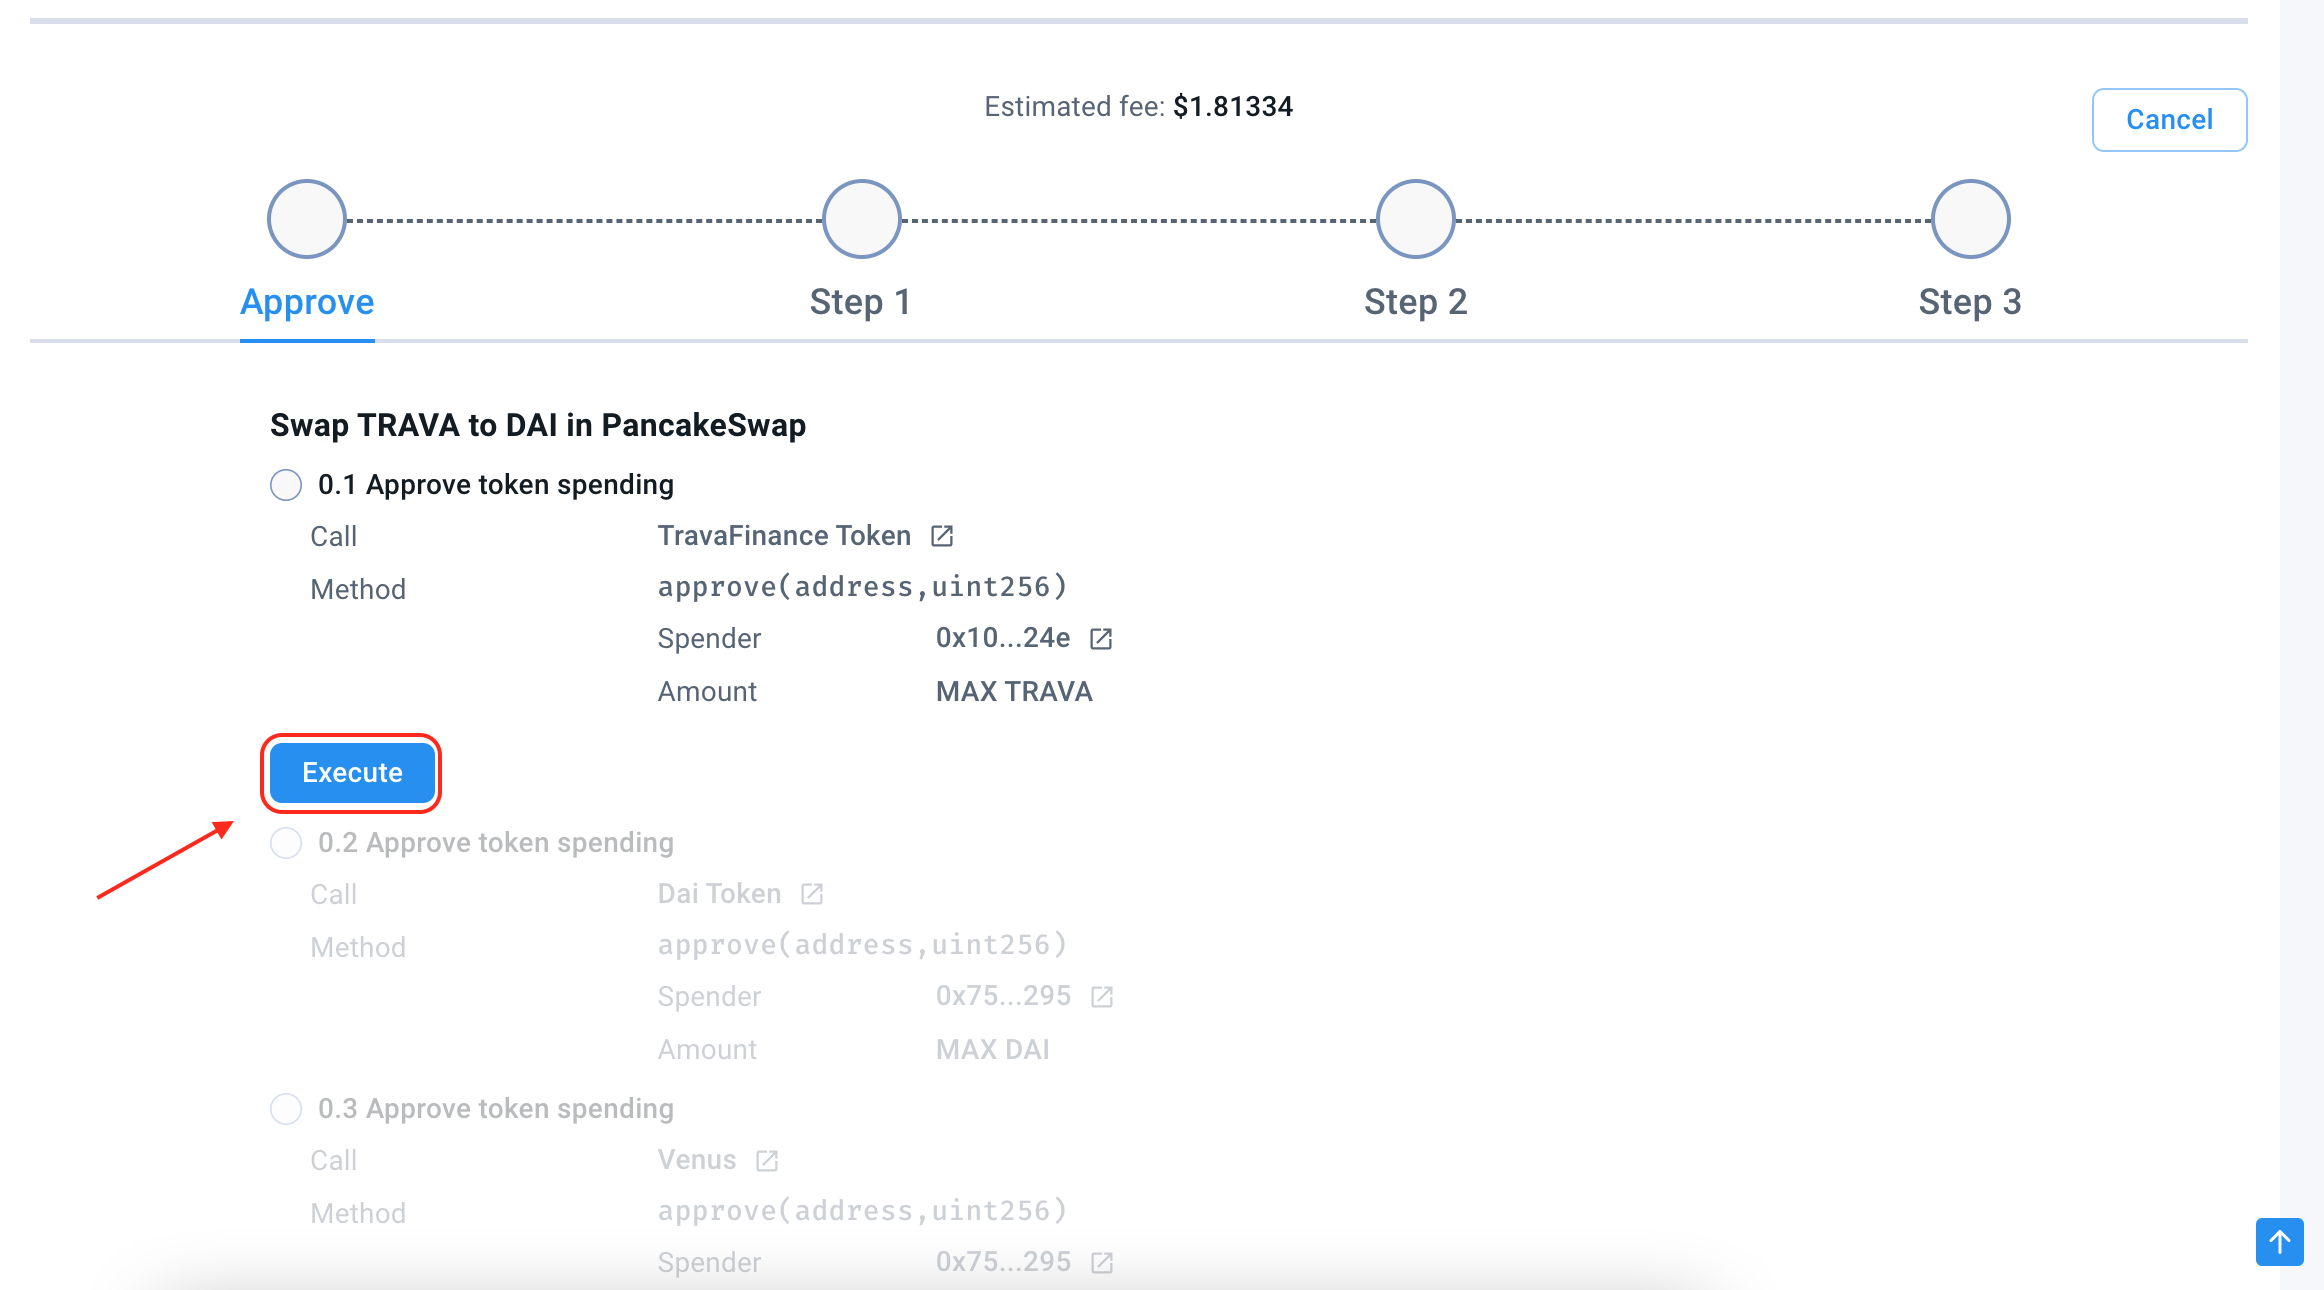 Estimated fee: $1.81334
Cancel
Approve
Step 1
Step 2
Step 3
Swap TRAVA to DAI in PancakeSwap
0.1 Approve token spending
Call TravaFinance Token
Method approve(address,uint256)
Spender 0x10...24e
Amount MAX TRAVA
Execute
0.2 Approve token spending
Call Dai Token
Method approve(address,uint256)
Spender 0x75...295
Amount MAX DAI
0.3 Approve token spending
Call Venus
Method approve(address,uint256)
Spender 0x75...295